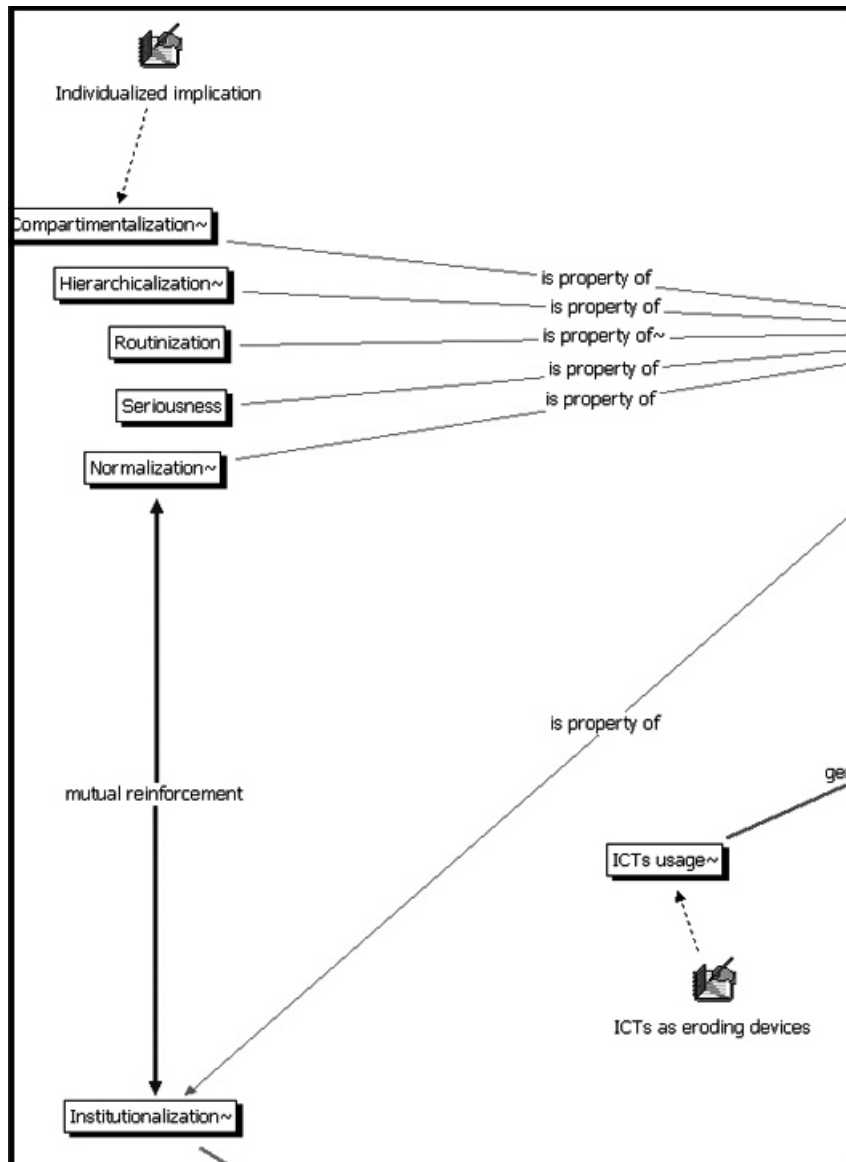 Individualized implication
Compartimentalization~
is property of
Hierarchicalization~
is property of
Routinization
is property of~
is property of
Seriousness
is property of
Normalization~
is property of
mutual reinforcement
ICTs usage~
ICTs as eroding devices
Institutionalization~